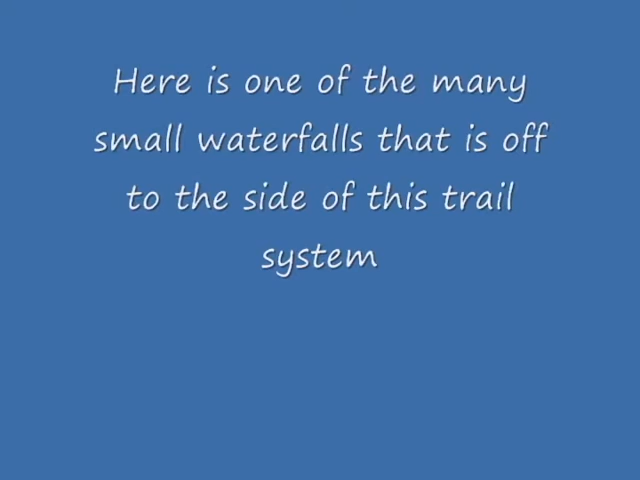 Here is one of the many
small waterfalls that is off
to the side of this trail
system